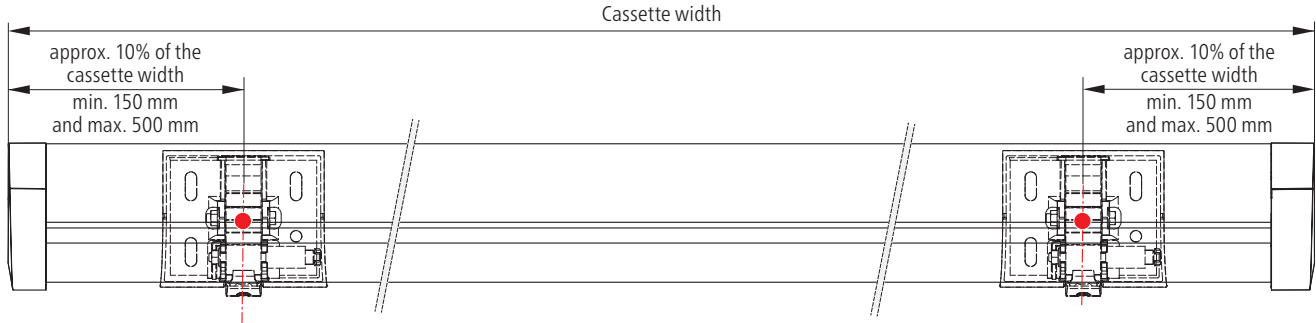 Cassette width
approx. 10% of the
cassette width
min. 150 mm
and max. 500 mm
approx. 10% of the
cassette width
min. 150 mm
and max. 500 mm